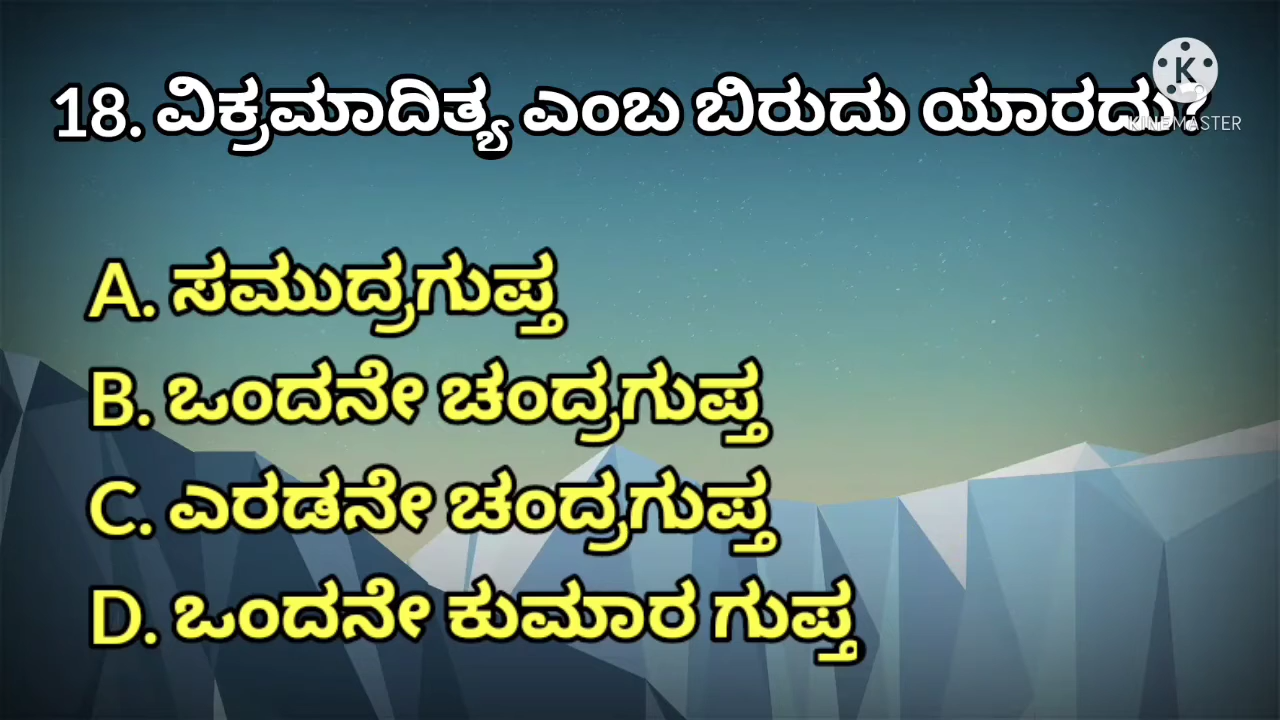 18. ವಿಕ್ರಮಾದಿತ್ಯ ಎಂಬ ಬಿರುದು ಯಾರದು?
K
KINEMASTER
A. ಸಮುದ್ರಗುಪ್ತ
B. ಒಂದನೇ ಚಂದ್ರಗುಪ್ತ
C. ಎರಡನೇ ಚಂದ್ರಗುಪ್ತ
D. ಒಂದನೇ ಕುಮಾರ ಗುಪ್ತ